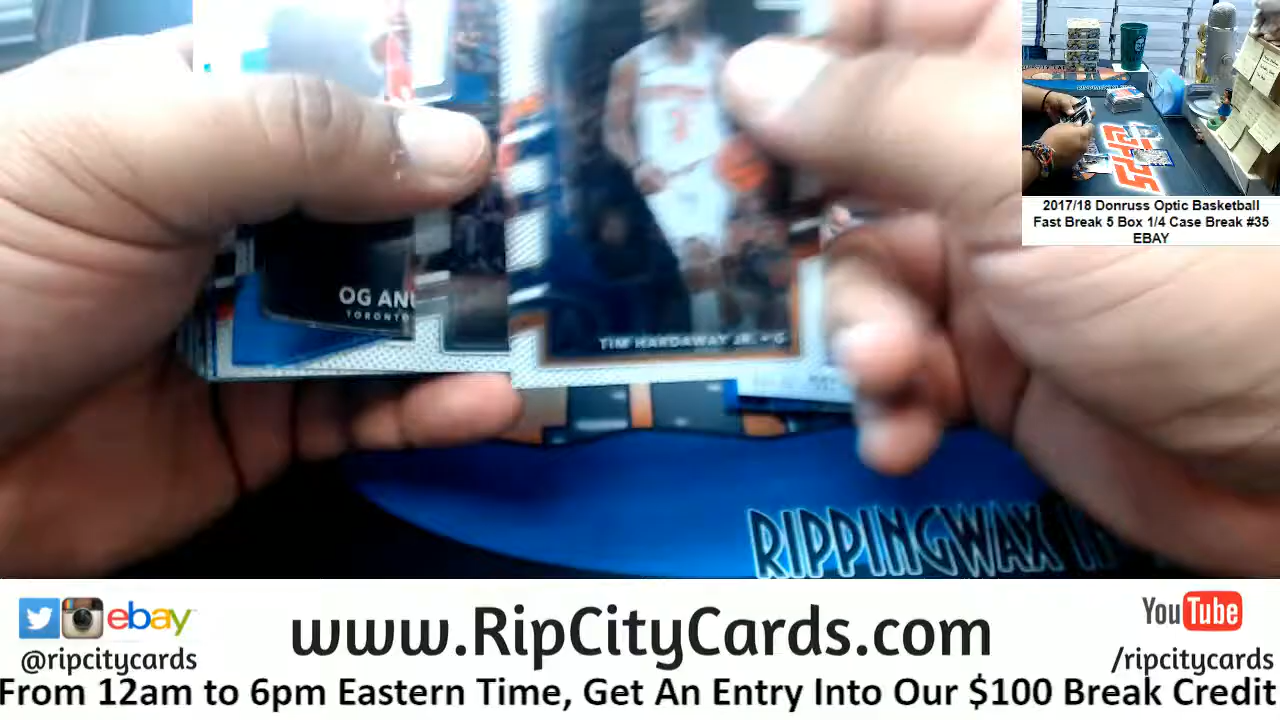 OG ANU
TORONTO
TIM HARDAWAY JR. • G
RIPPINGWAX
2017/18 Donruss Optic Basketball
Fast Break 5 Box 1/4 Case Break #35
EBAY
ebay
@ripcitycards
www.RipCityCards.com
YouTube
/ripcitycards
From 12am to 6pm Eastern Time, Get An Entry Into Our $100 Break Credit